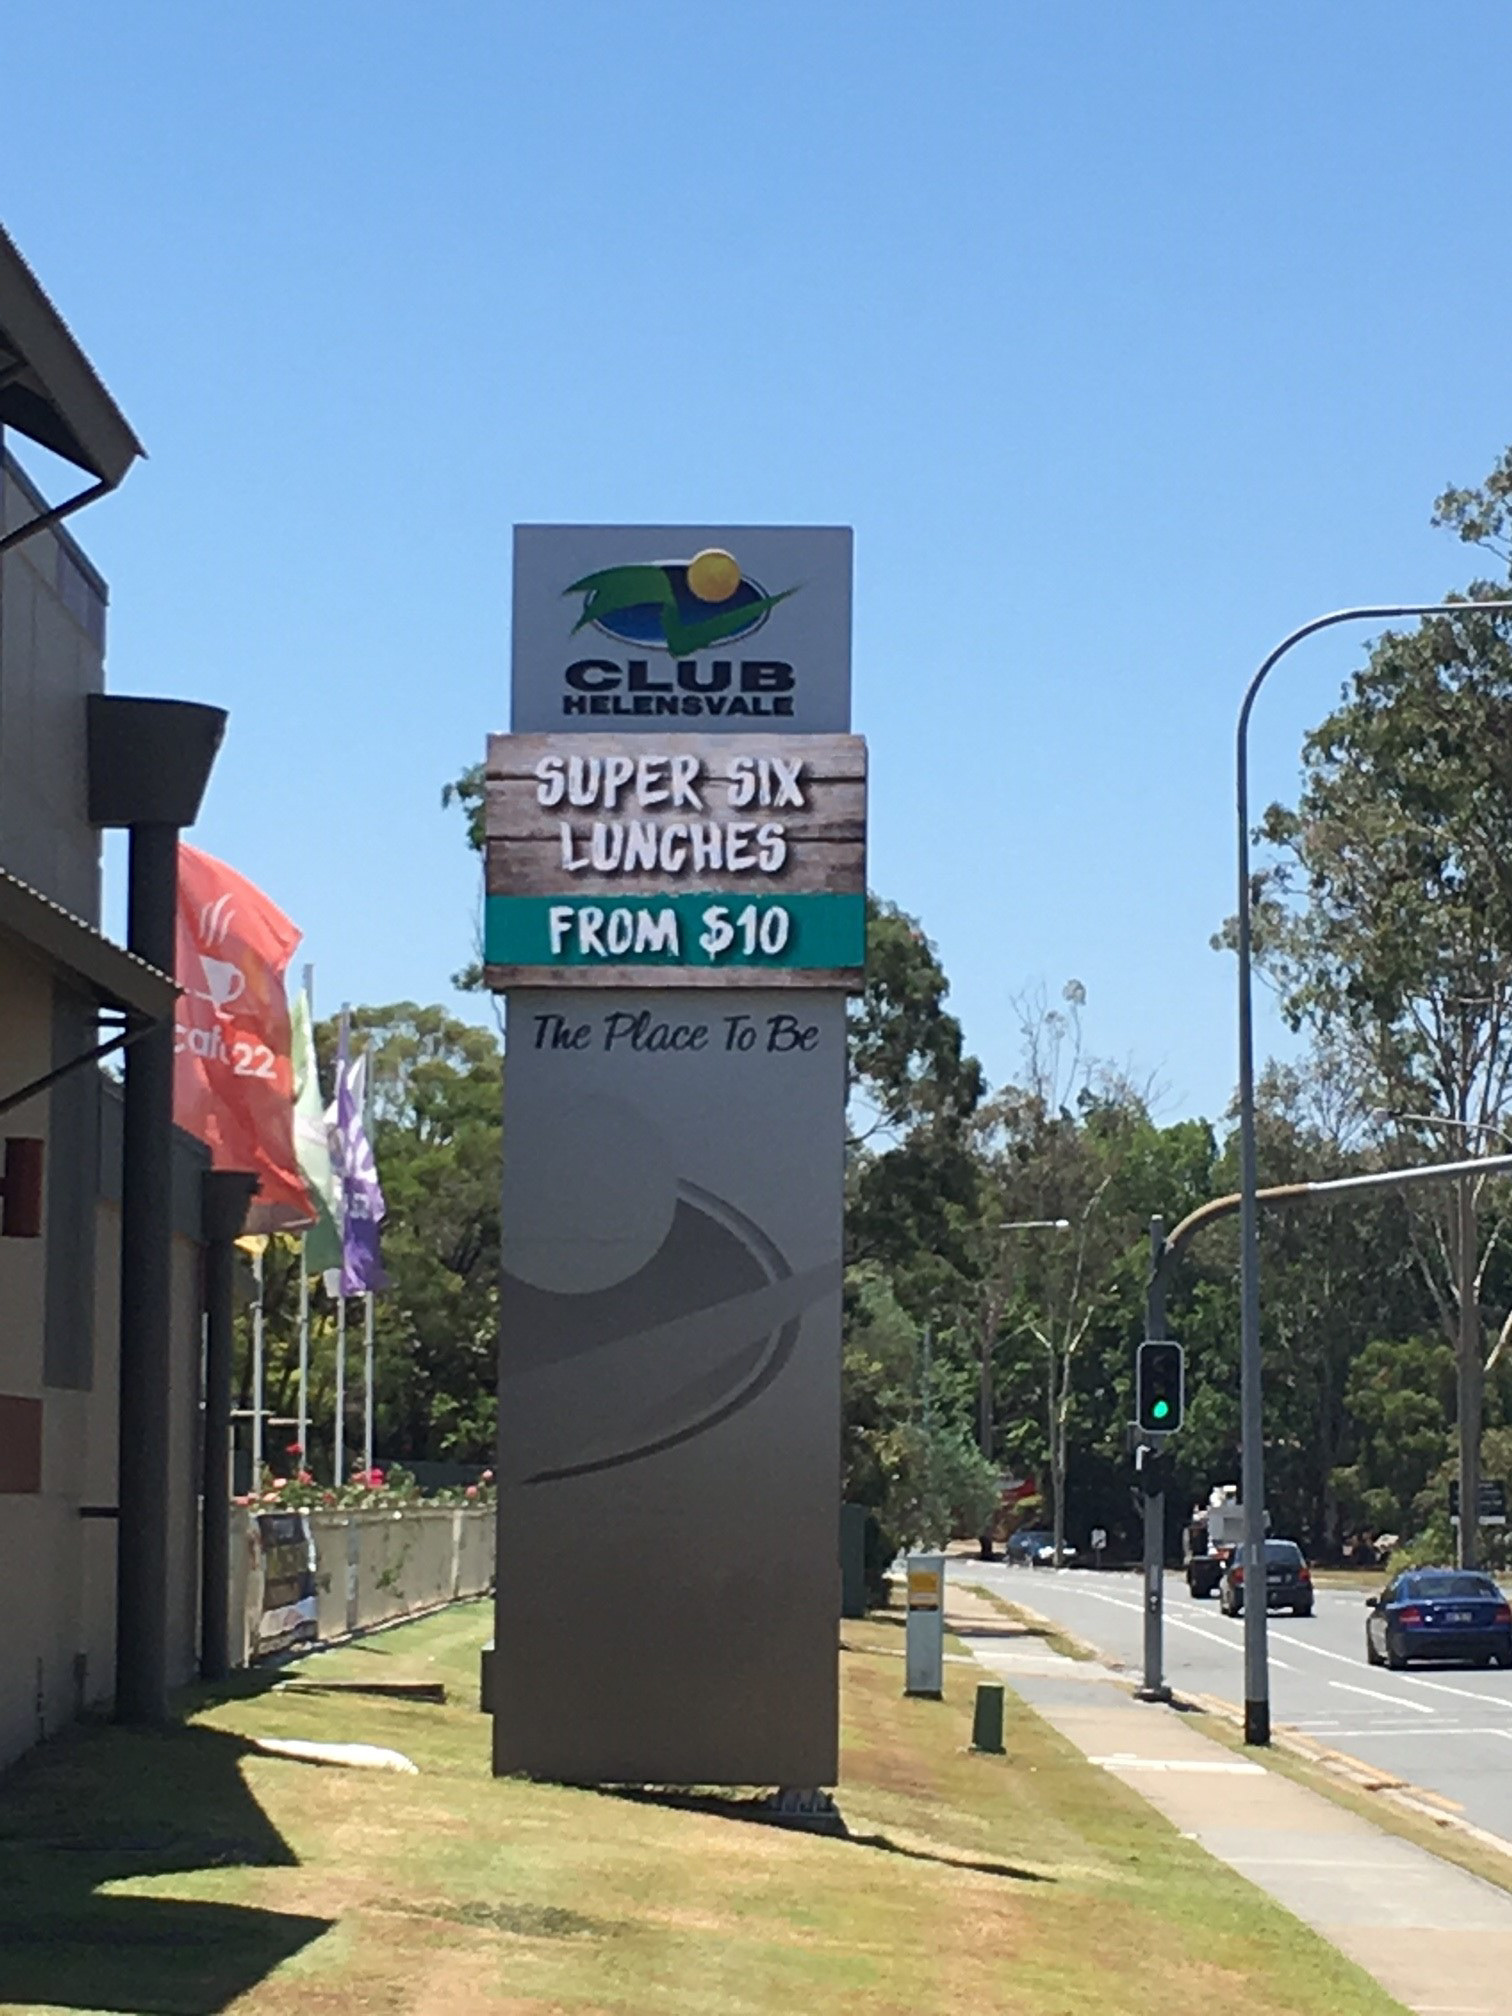 CLUB
HELENSVALE
SUPER SIX
LUNCHES
FROM $10
The Place To Be
cafe22